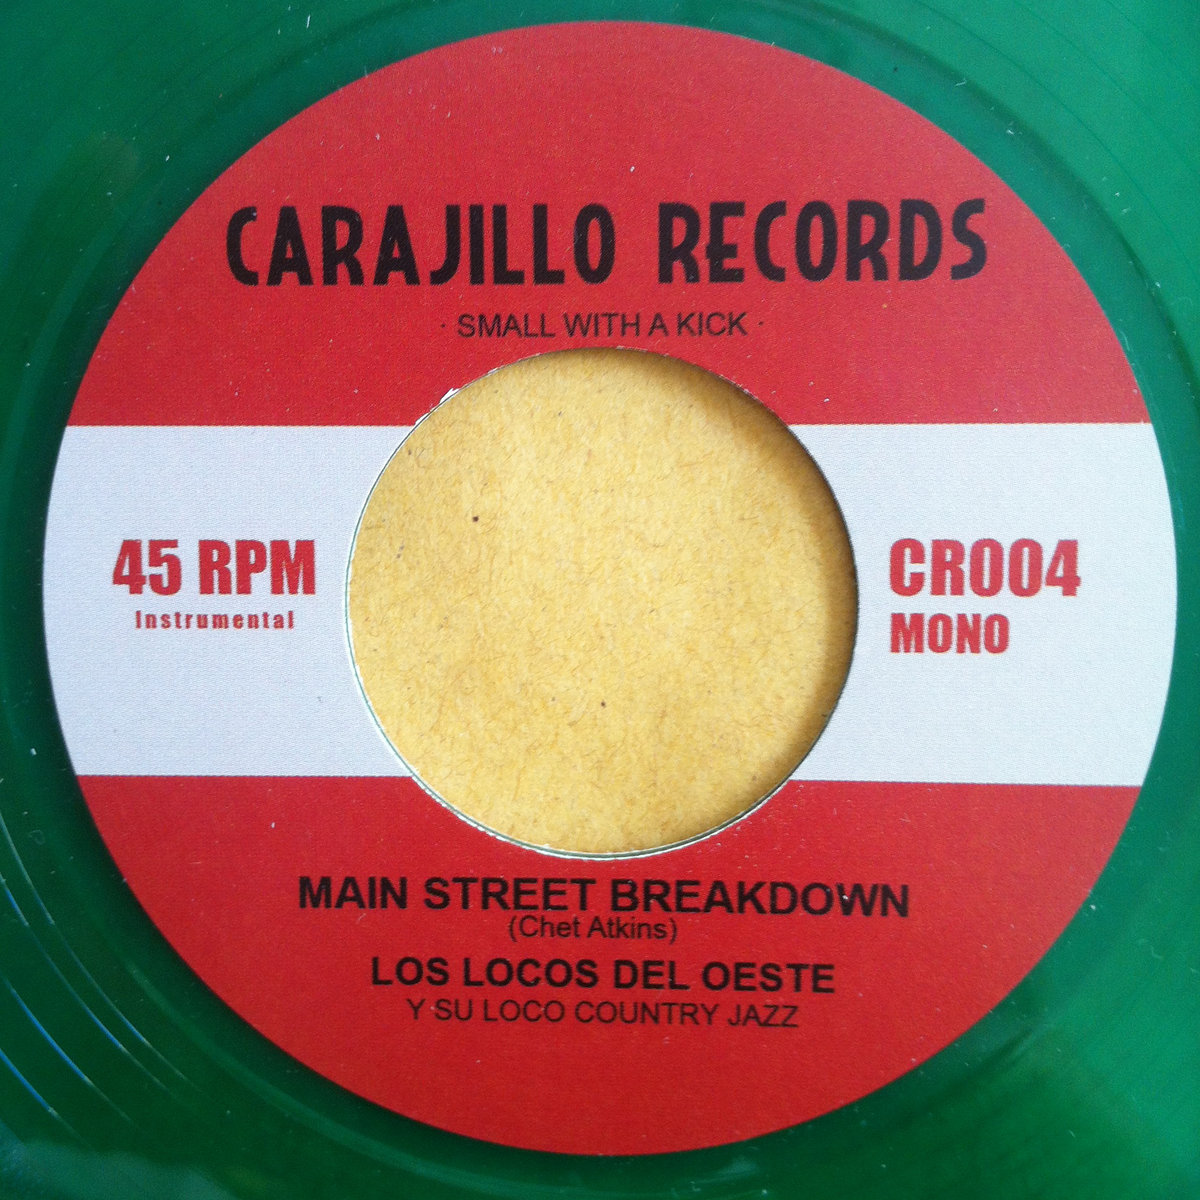 CARAJILLO RECORDS
· SMALL WITH A KICK ·
45 RPM
Instrumental
CR004
MONO
MAIN STREET BREAKDOWN
(Chet Atkins)
LOS LOCOS DEL OESTE
Y SU LOCO COUNTRY JAZZ